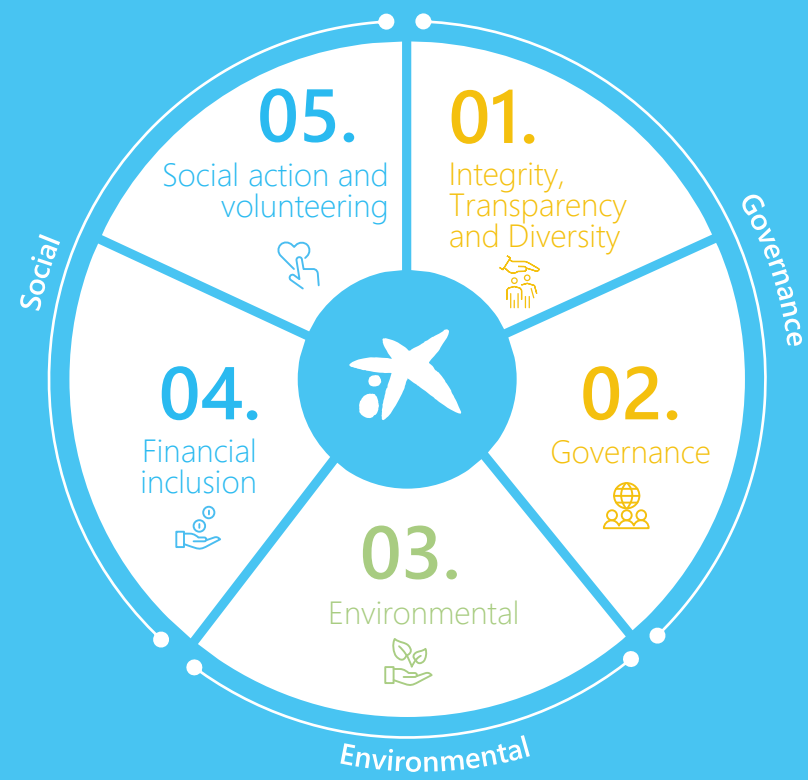 05.
Social action and
volunteering
01.
Integrity,
Transparency
and Diversity
Social
Governance
04.
Financial
inclusion
02.
Governance
03.
Environmental
Environmental